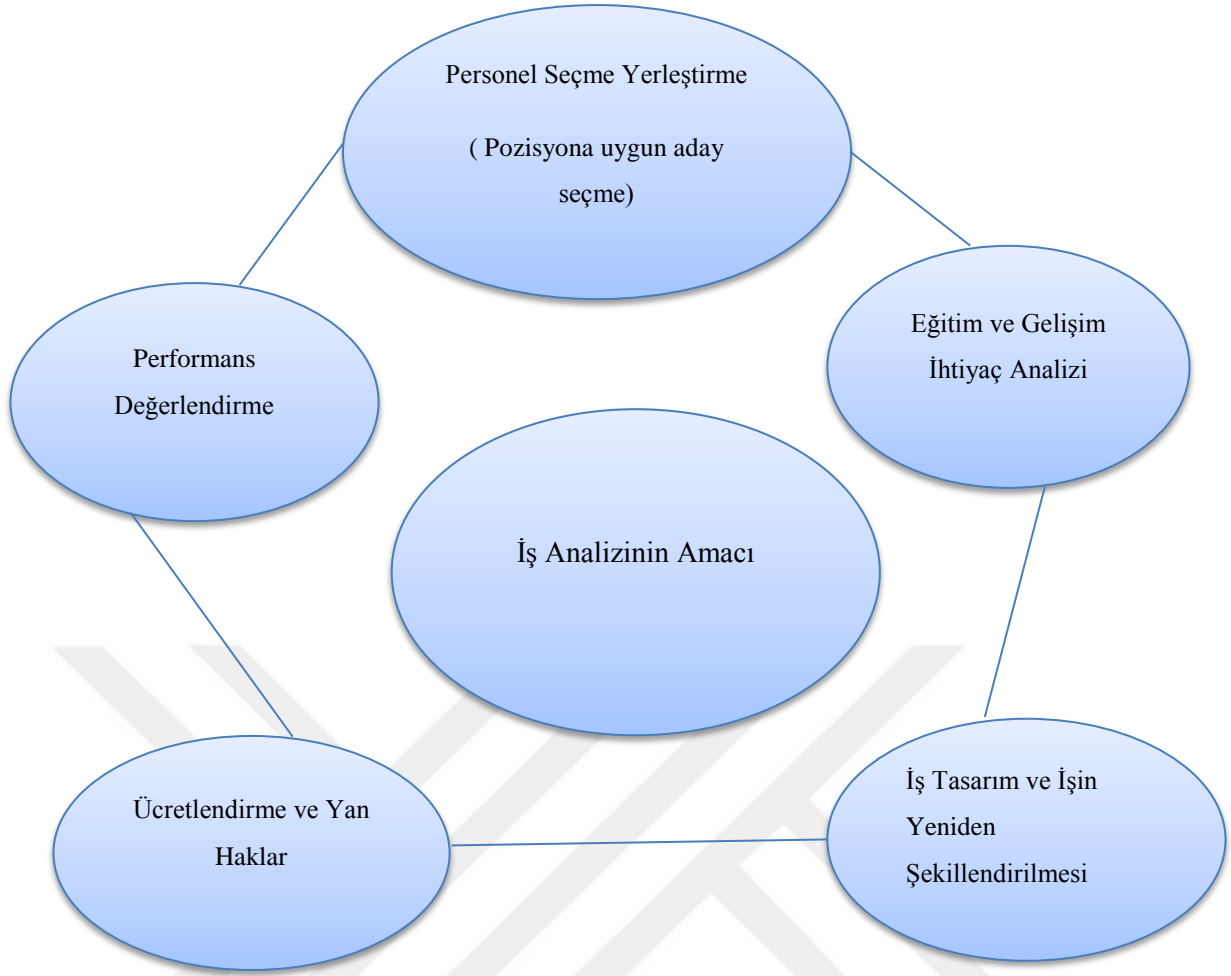 Personel Seçme Yerleştirme
( Pozisyona uygun aday
seçme)
Eğitim ve Gelişim
İhtiyaç Analizi
Performans
Değerlendirme
İş Analizinin Amacı
İş Tasarım ve İşin
Yeniden
Şekillendirilmesi
Ücretlendirme ve Yan
Haklar